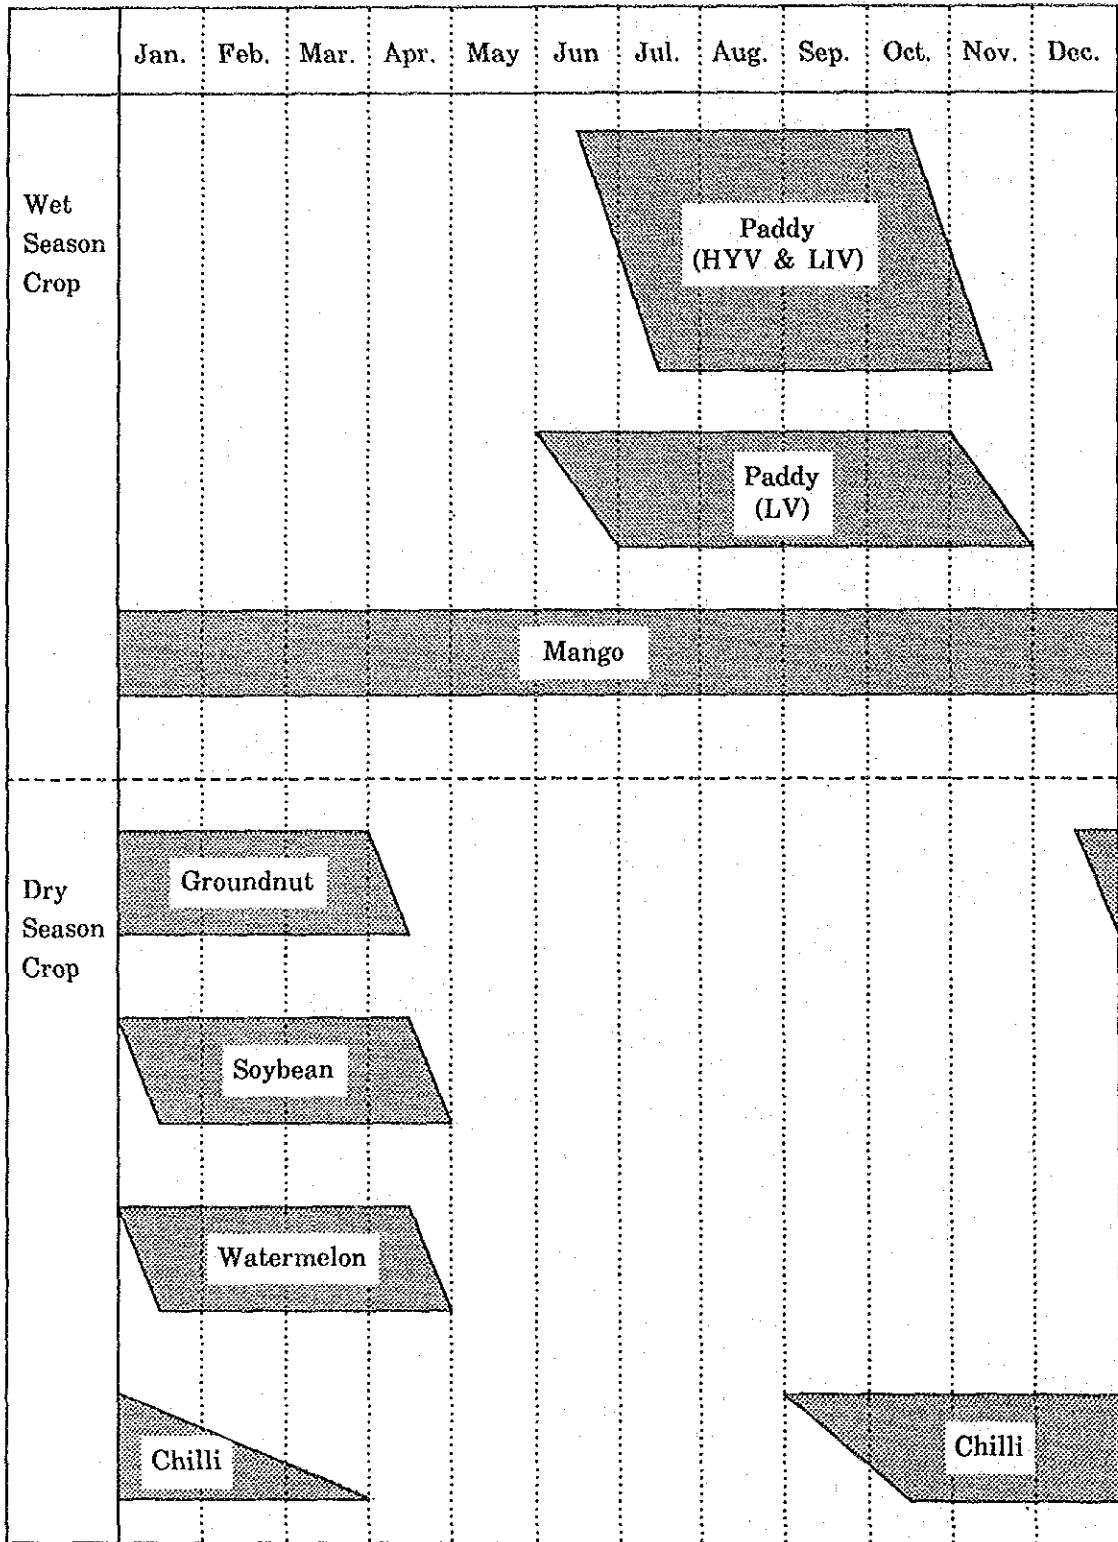 Jan. Feb. Mar. Apr. May Jun Jul. Aug. Sep. Oct. Nov. Dec.
Wet
Season
Crop
Paddy
(HYV & LIV)
Paddy
(LV)
Mango
Dry
Season
Crop
Groundnut
Soybean
Watermelon
Chilli
Chilli